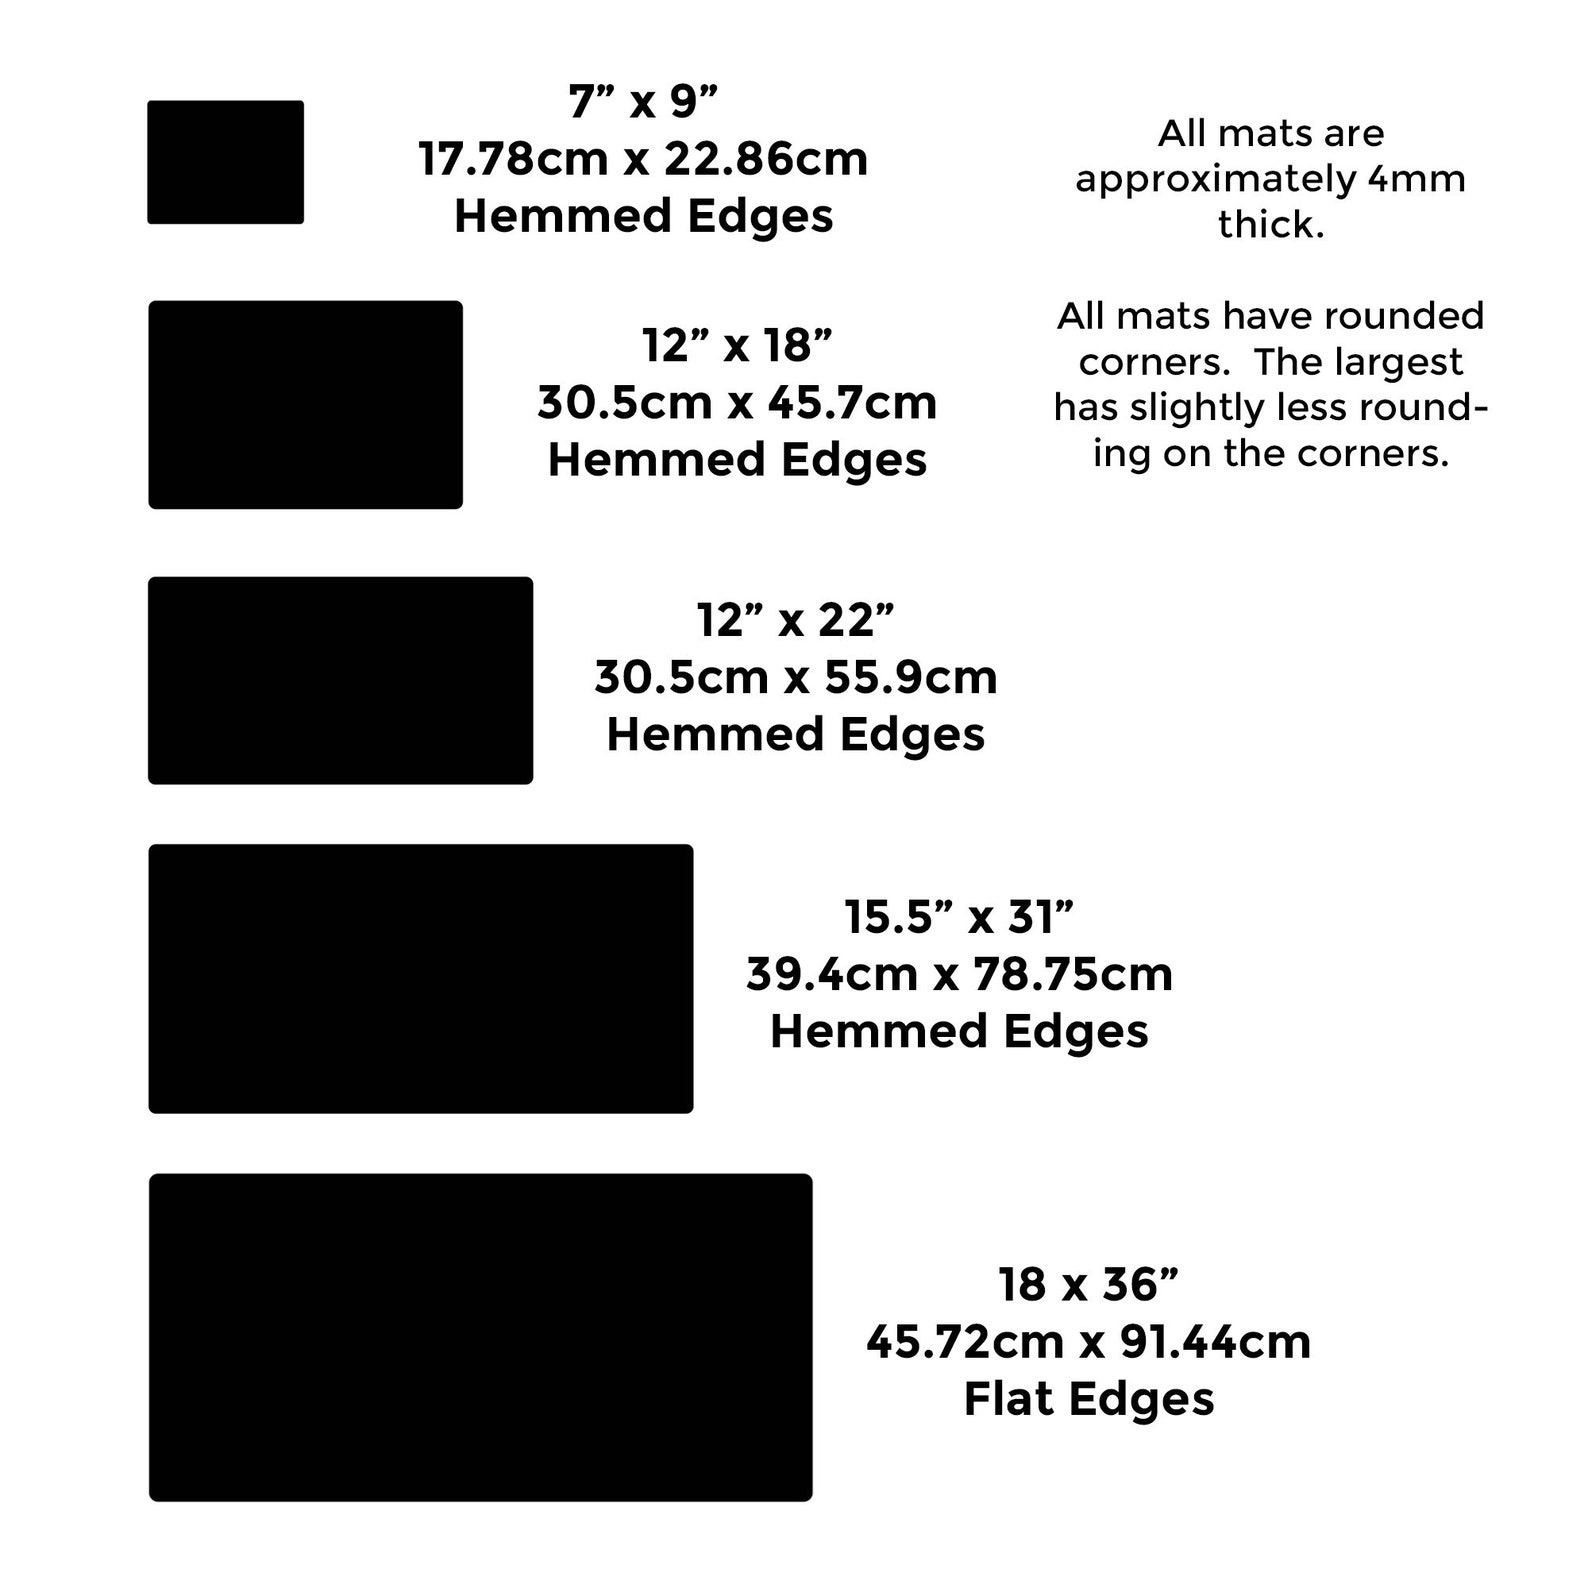 7” x 9”
17.78cm x 22.86cm
Hemmed Edges
All mats are
approximately 4mm
thick.
All mats have rounded
corners.  The largest
has slightly less round-
ing on the corners.
12” x 18”
30.5cm x 45.7cm
Hemmed Edges
12” x 22”
30.5cm x 55.9cm
Hemmed Edges
15.5” x 31”
39.4cm x 78.75cm
Hemmed Edges
18 x 36”
45.72cm x 91.44cm
Flat Edges